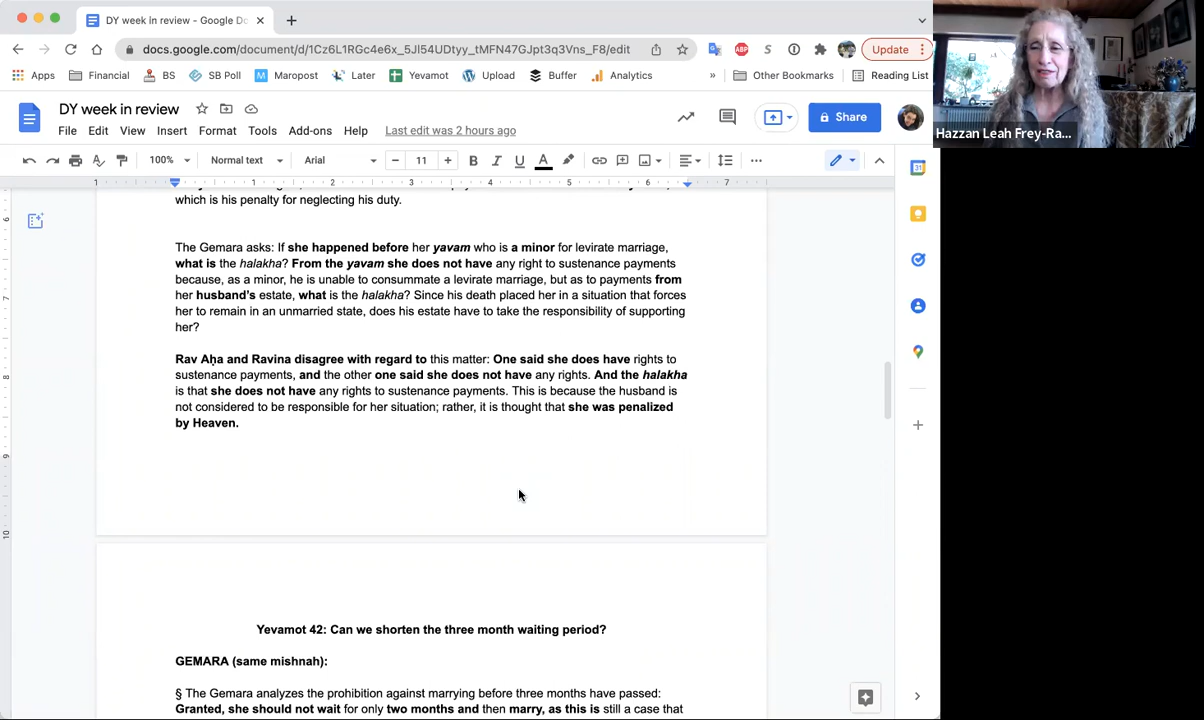 DY week in review - Google Do
docs.google.com/document/d/1Cz6L1RGc4e6x_5Jl54UDtyy_tMFN47GJpt3q3Vns_F8/edit
ABP
S
Update
Apps Financial BS SB Poll Maropost Later Yevamot Upload Buffer Analytics » Other Bookmarks Reading List
DY week in review
File Edit View Insert Format Tools Add-ons Help Last edit was 2 hours ago
Share
Hazzan Leah Frey-Ra...
100% Normal text Arial 11 B I U A
1 1 2 3 4 5 6 7
which is his penalty for neglecting his duty.
The Gemara asks: If she happened before her yavam who is a minor for levirate marriage,
what is the halakha? From the yavam she does not have any right to sustenance payments
because, as a minor, he is unable to consummate a levirate marriage, but as to payments from
her husband's estate, what is the halakha? Since his death placed her in a situation that forces
her to remain in an unmarried state, does his estate have to take the responsibility of supporting
her?
Rav Aḥa and Ravina disagree with regard to this matter: One said she does have rights to
sustenance payments, and the other one said she does not have any rights. And the halakha
is that she does not have any rights to sustenance payments. This is because the husband is
not considered to be responsible for her situation; rather, it is thought that she was penalized
by Heaven.
Yevamot 42: Can we shorten the three month waiting period?
GEMARA (same mishnah):
§ The Gemara analyzes the prohibition against marrying before three months have passed:
Granted, she should not wait for only two months and then marry, as this is still a case that